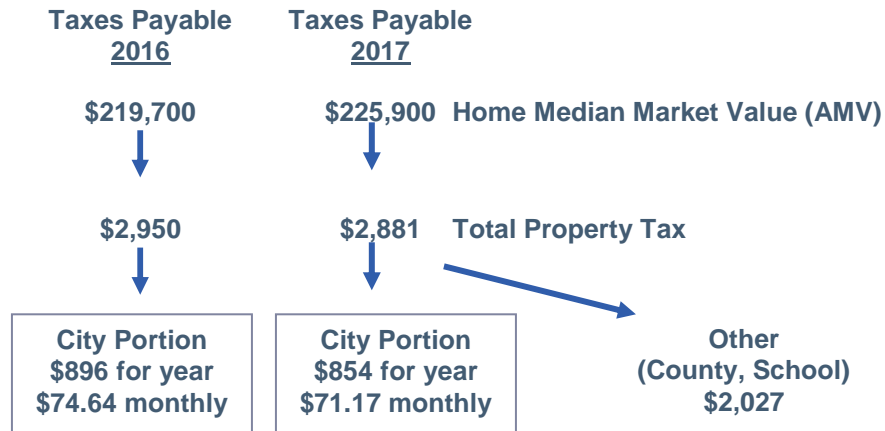 Taxes Payable Taxes Payable
2016 2017
$219,700 $225,900 Home Median Market Value (AMV)
$2,950 $2,881 Total Property Tax
City Portion
$896 for year
$74.64 monthly
City Portion
$854 for year
$71.17 monthly
Other
(County, School)
$2,027